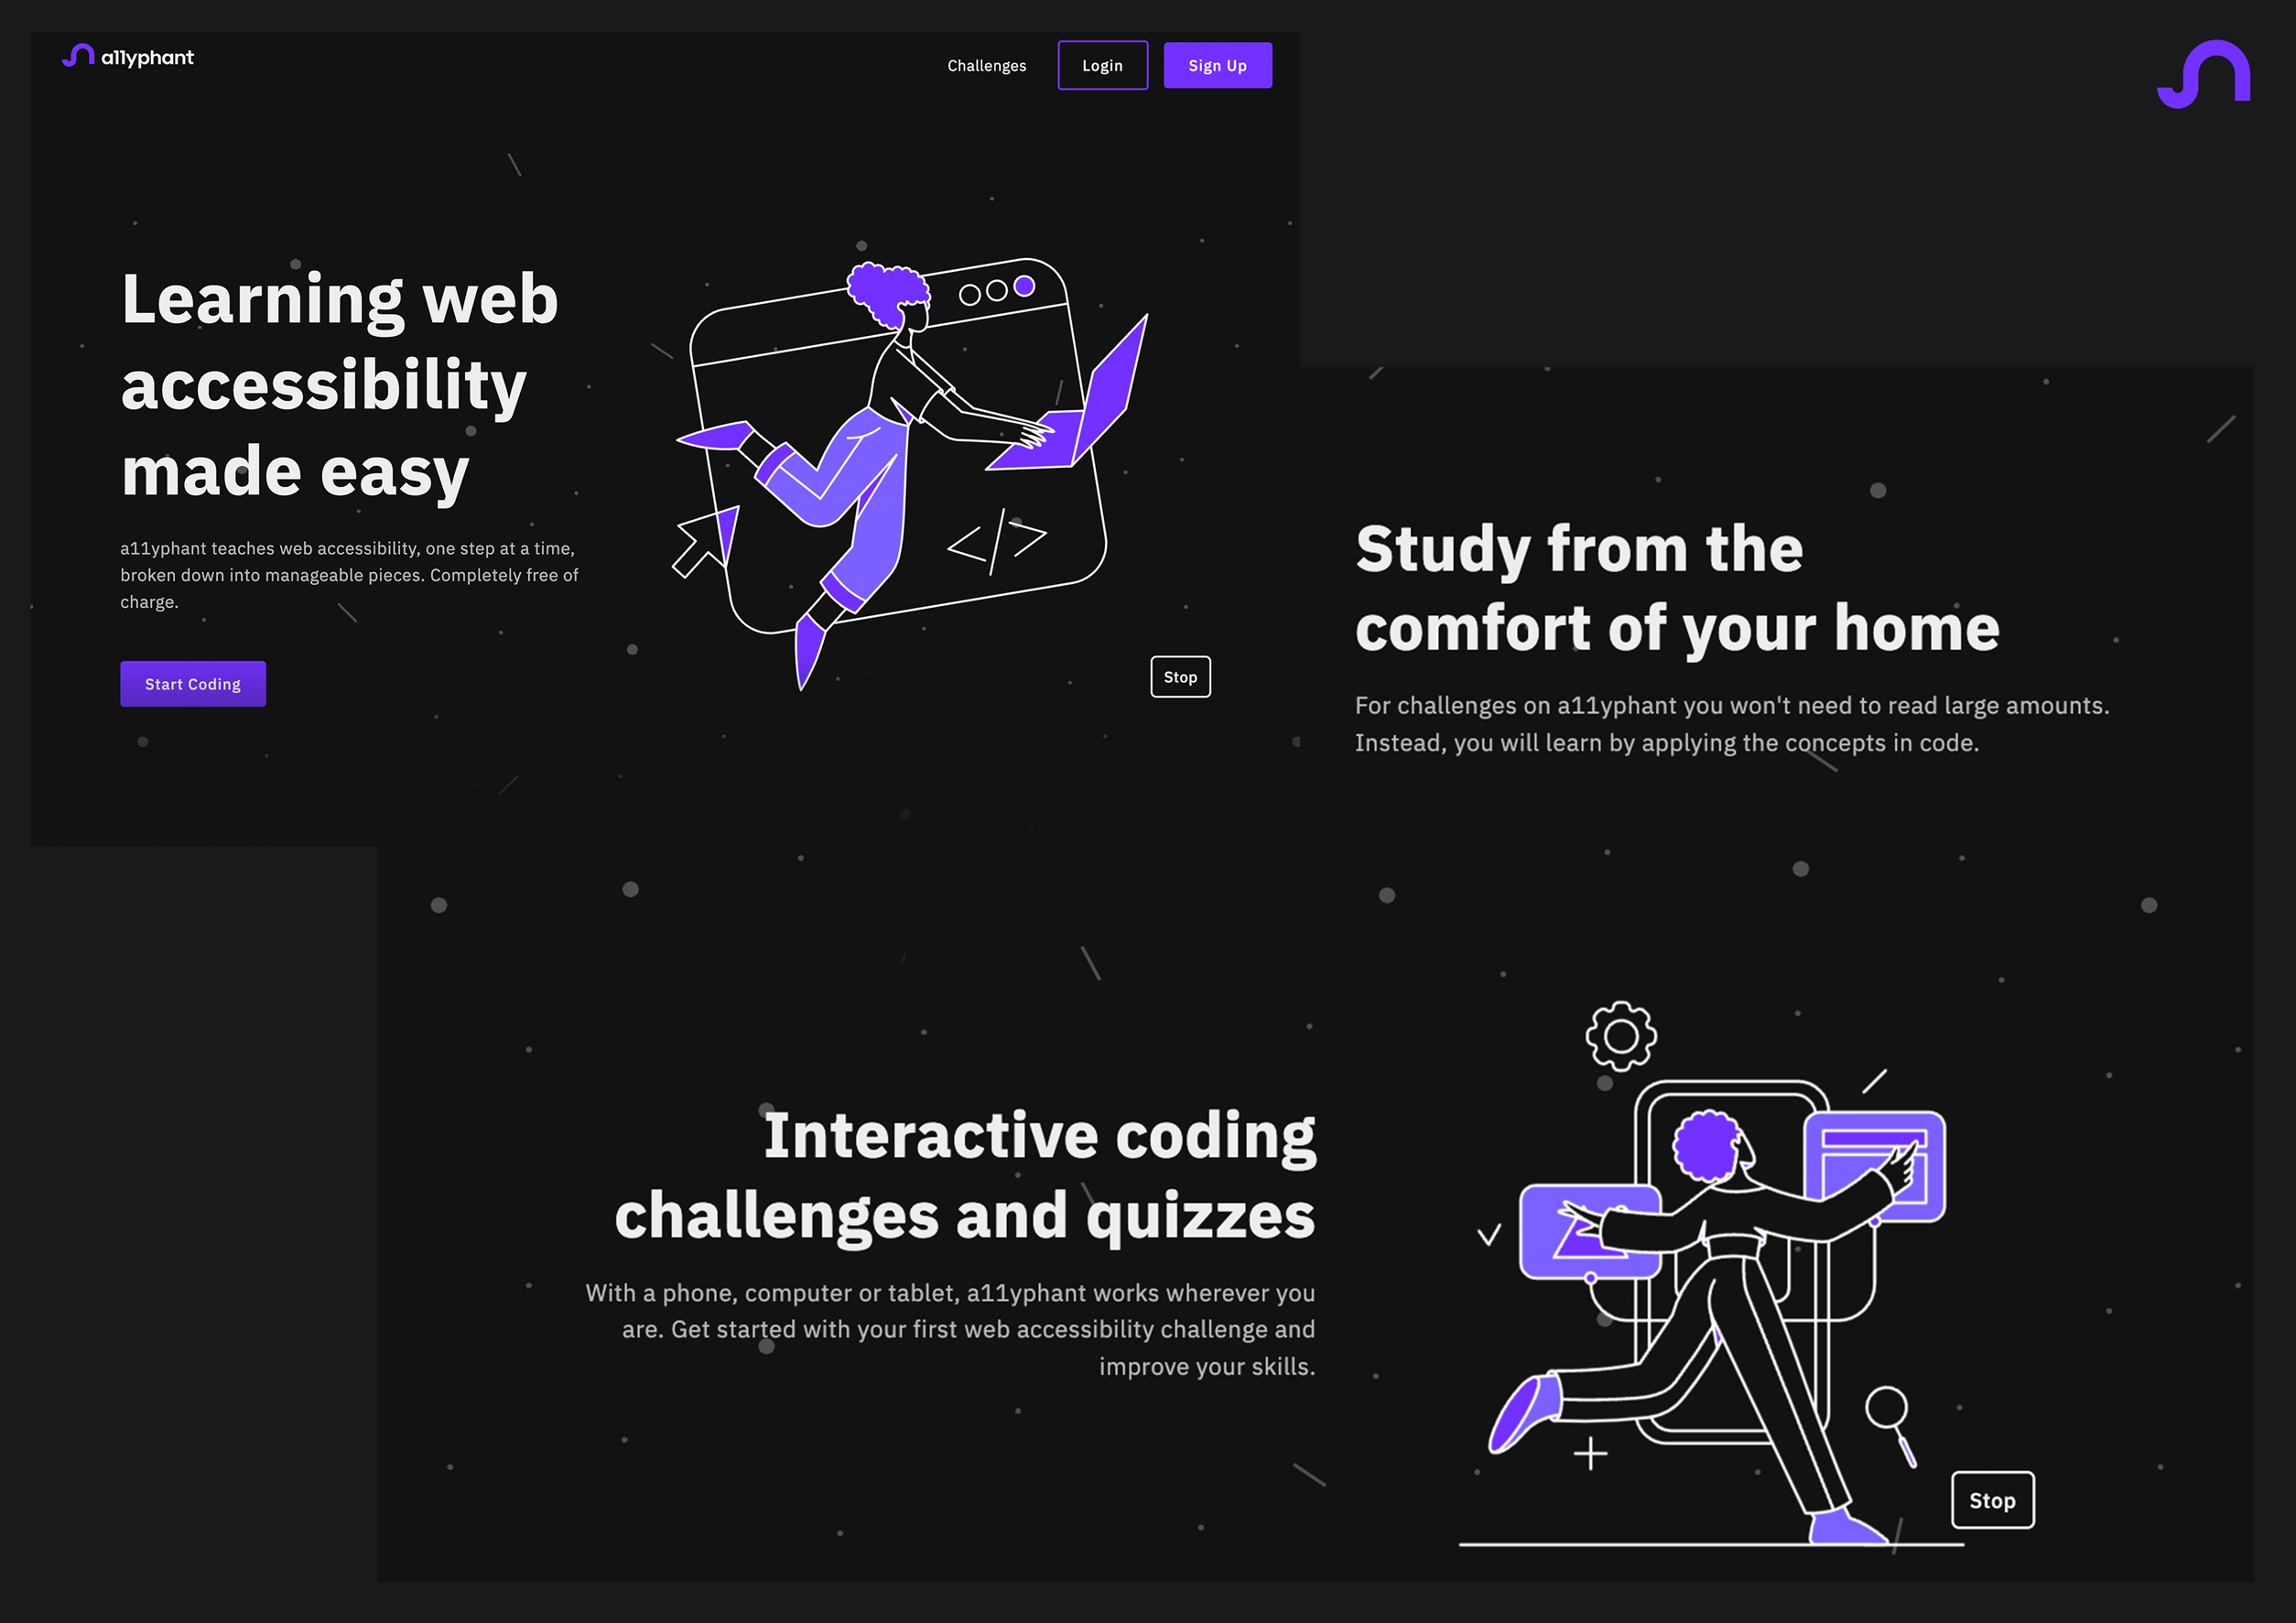 a11yphant
Challenges
Login
Sign Up
Learning web
accessibility
made easy
a11yphant teaches web accessibility, one step at a time,
broken down into manageable pieces. Completely free of
charge.
Start Coding
Stop
Study from the
comfort of your home
For challenges on a11yphant you won't need to read large amounts.
Instead, you will learn by applying the concepts in code.
Interactive coding
challenges and quizzes
With a phone, computer or tablet, a11yphant works wherever you
are. Get started with your first web accessibility challenge and
improve your skills.
Stop